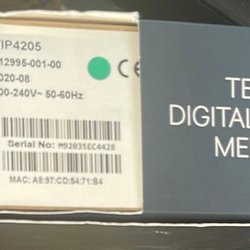 IP4205
12995-001-00
020-08
00-240V~ 50-60Hz
CE
Serial No: M92035EC4428
MAC: A8:97:CD:54:71:B4
TE
DIGITAL
ME